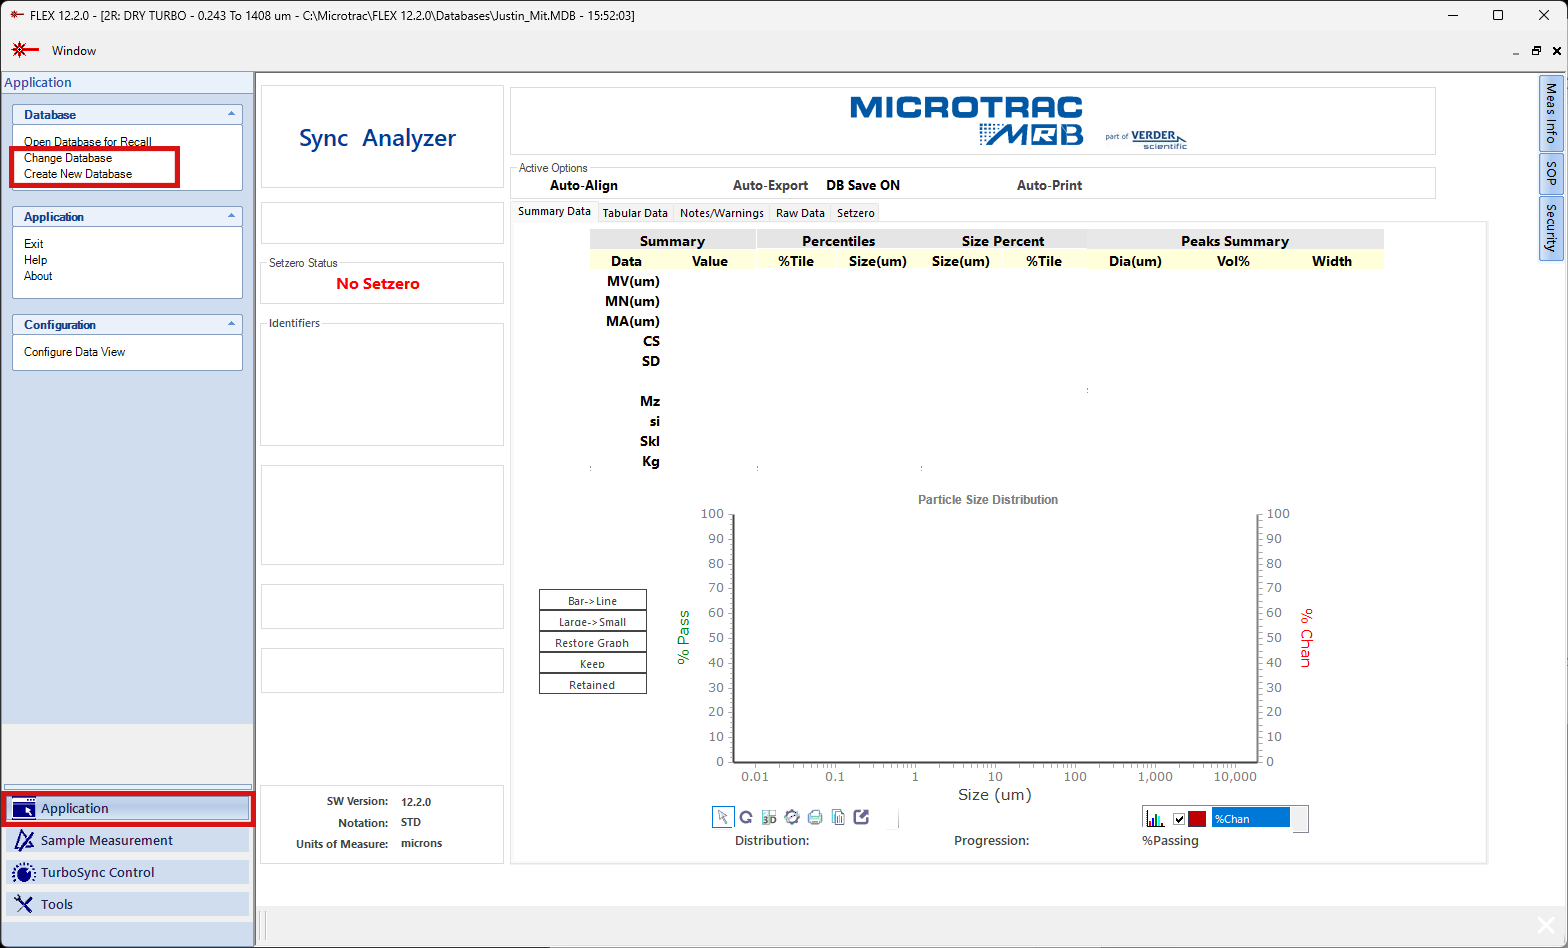 FLEX 12.2.0 - [2R: DRY TURBO - 0.243 To 1408 um - C:\Microtrac\FLEX 12.2.0\Databases\Justin_Mit.MDB - 15:52:03]
Window
Application
Database
Open Database for Recall
Change Database
Create New Database
Application
Exit
Help
About
Configuration
Configure Data View
Application
Sample Measurement
TurboSync Control
Tools
Sync Analyzer
Setzero Status
No Setzero
Identifiers
SW Version: 12.2.0
Notation: STD
Units of Measure: microns
MICROTRAC
MRB
part of VERDER
scientific
Active Options
Auto-Align Auto-Export DB Save ON Auto-Print
Summary Data Tabular Data Notes/Warnings Raw Data Setzero
Summary Percentiles Size Percent Peaks Summary
Data Value %Tile Size(um) Size(um) %Tile Dia(um) Vol% Width
MV(um)
MN(um)
MA(um)
CS
SD
Mz
si
Skl
Kg
Particle Size Distribution
Bar->Line
Large->Small
Restore Graph
Keep
Retained
% Pass
100
90
80
70
60
50
40
30
20
10
0
100
90
80
70
60
50
40
30
20
10
0
% Chan
0.01 0.1 1 10 100 1,000 10,000
Size (um)
3D
%Chan
Distribution: Progression: %Passing
Meas Info
SOP
Security